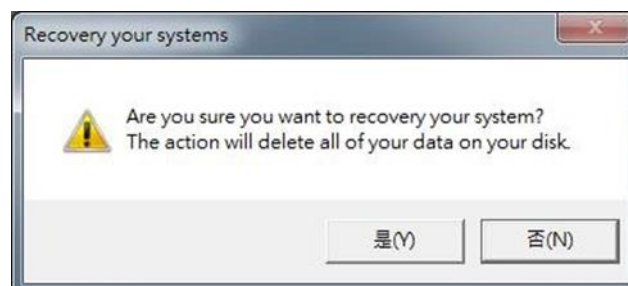 Recovery your systems
Are you sure you want to recovery your system?
The action will delete all of your data on your disk.
是(Y)
否(N)